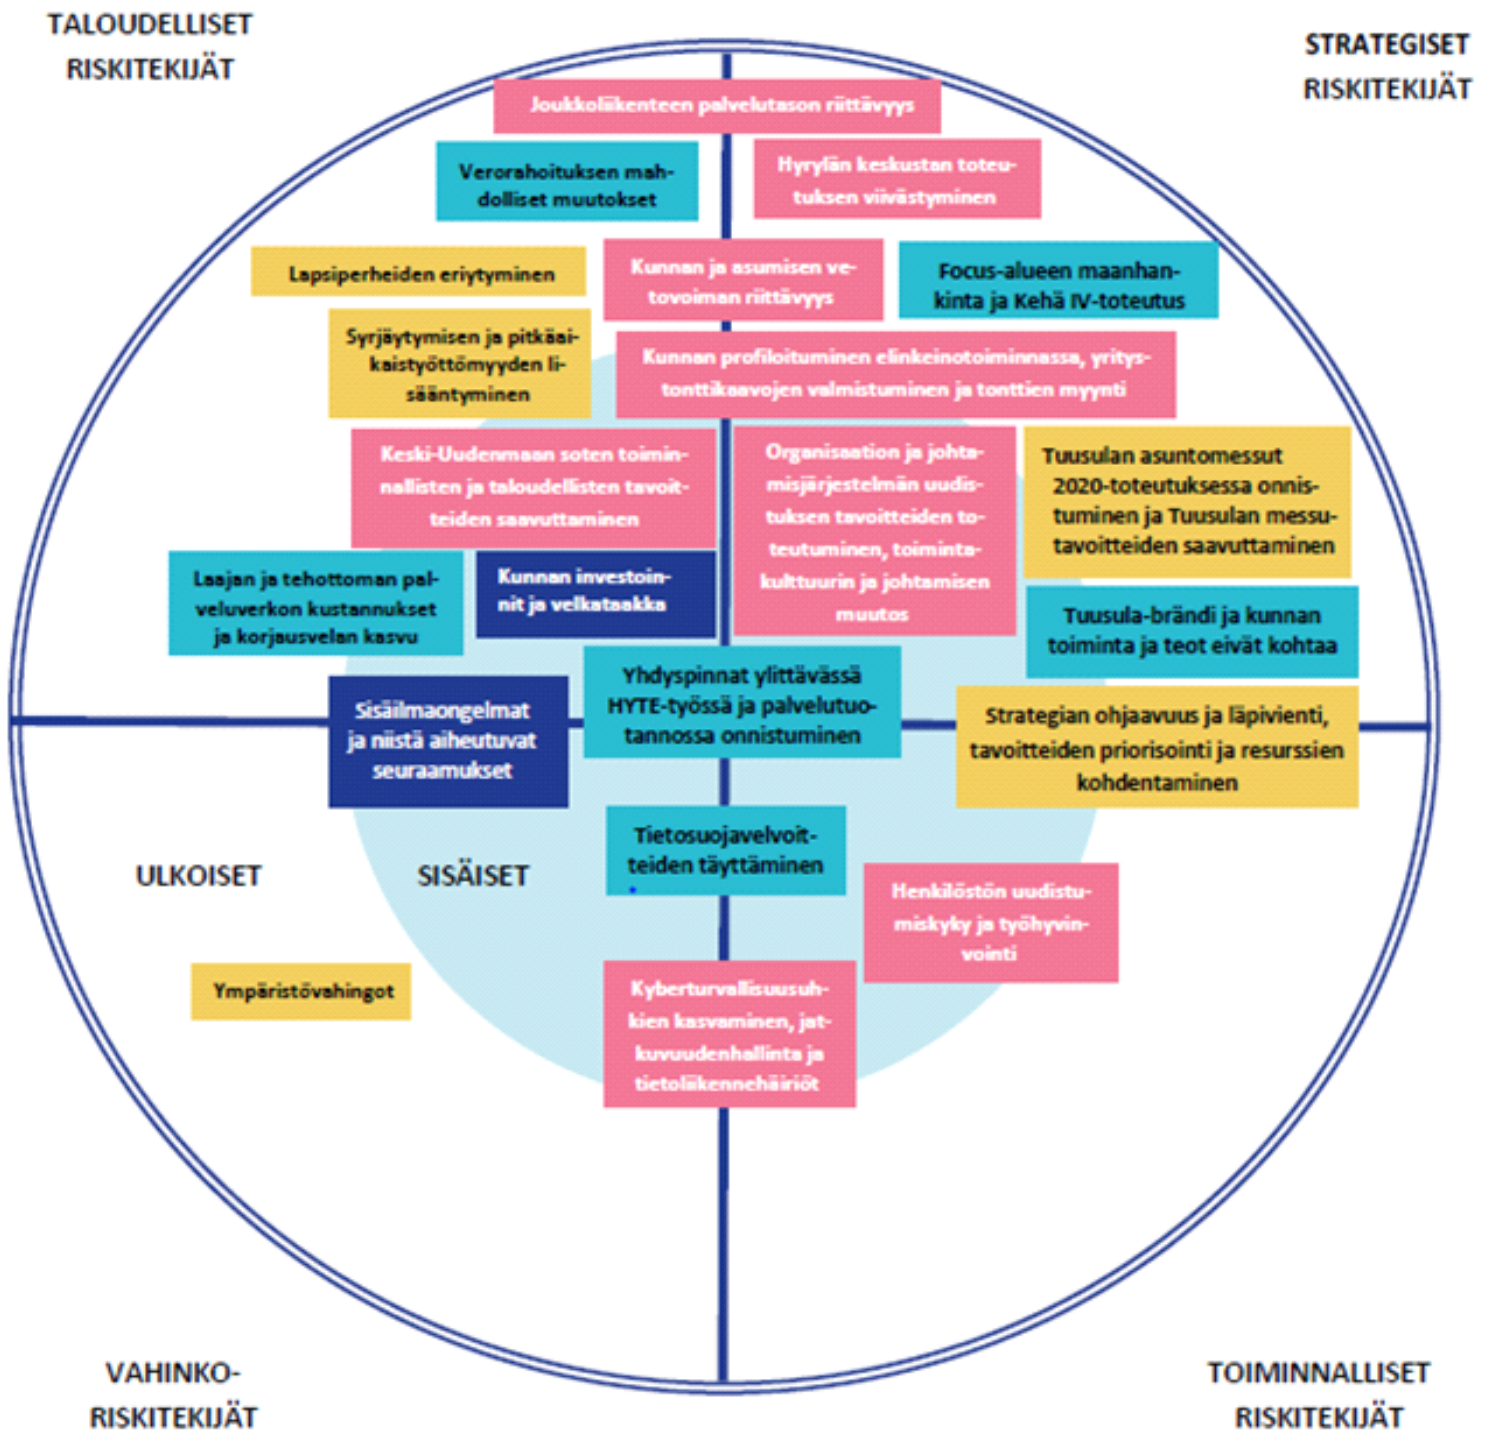 TALOUDELLISET
RISKITEKIJÄT
STRATEGISET
RISKITEKIJÄT
Joukkoliikenteen palvelutason riittävyys
Verorahoituksen mah-
dolliset muutokset
Hyrylän keskustan toteu-
tuksen viivästyminen
Lapsiperheiden eriytyminen
Kunnan ja asumisen ve-
tovoiman riittävyys
Focus-alueen maanhan-
kinta ja Kehä IV-toteutus
Syrjäytymisen ja pitkäai-
kaistyöttömyyden li-
sääntyminen
Kunnan profiloituminen elinkeinotoiminnassa, yritys-
tonttikaavojen valmistuminen ja tonttien myynti
Keski-Uudenmaan soten toimin-
nallisten ja taloudellisten tavoit-
teiden saavuttaminen
Organisaation ja johta-
misjärjestelmän uudis-
tuksen tavoitteiden to-
teutuminen, toiminta-
kulttuurin ja johtamisen
muutos
Tuusulan asuntomessut
2020-toteutuksessa onnis-
tuminen ja Tuusulan messu-
tavoitteiden saavuttaminen
Laajan ja tehottoman pal-
veluverkon kustannukset
ja korjausvelan kasvu
Kunnan investoin-
nit ja velkataakka
Tuusula-brändi ja kunnan
toiminta ja teot eivät kohtaa
Sisäilmaongelmat
ja niistä aiheutuvat
seuraamukset
Yhdyspinnat ylittävässä
HYTE-työssä ja palvelutuo-
tannossa onnistuminen
Strategian ohjaavuus ja läpivienti,
tavoitteiden priorisointi ja resurssien
kohdentaminen
Tietosuojavelvoit-
teiden täyttäminen
ULKOISET
SISÄISET
Henkilöstön uudistu-
miskyky ja työhyvin-
vointi
Ympäristövahingot
Kyberturvallisuusuh-
kien kasvaminen, jat-
kuvuudenhallinta ja
tietoliikennehäiriöt
VAHINKO-
RISKITEKIJÄT
TOIMINNALLISET
RISKITEKIJÄT